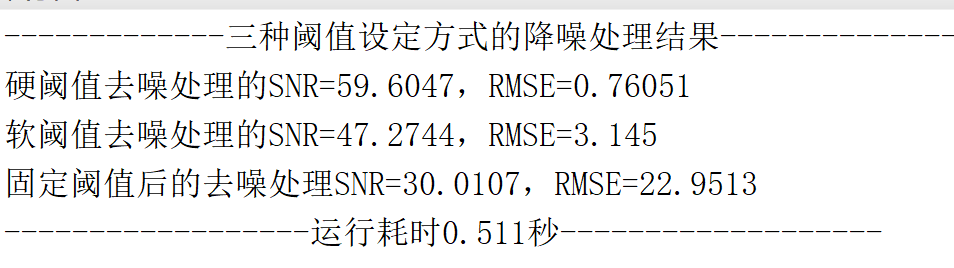 -------------三种阈值设定方式的降噪处理结果--------------
硬阈值去噪处理的SNR=59.6047，RMSE=0.76051
软阈值去噪处理的SNR=47.2744，RMSE=3.145
固定阈值后的去噪处理SNR=30.0107，RMSE=22.9513
------------------运行耗时0.511秒-------------------